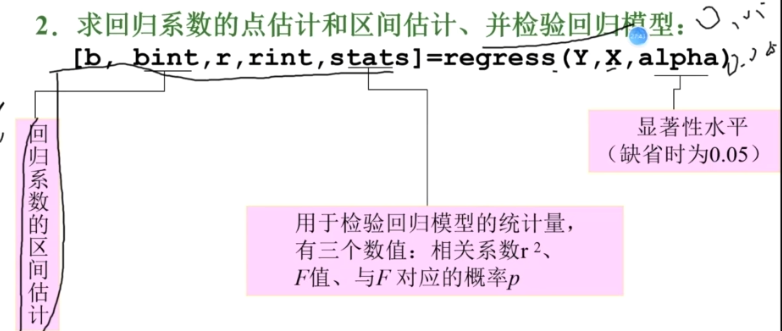 2. 求回归系数的点估计和区间估计、并检验回归模型：
[b, bint,r,rint,stats]=regress(Y,X,alpha)
回归系数的区间估计
显著性水平
（缺省时为0.05）
用于检验回归模型的统计量，
有三个数值：相关系数r²、
F值、与F 对应的概率p